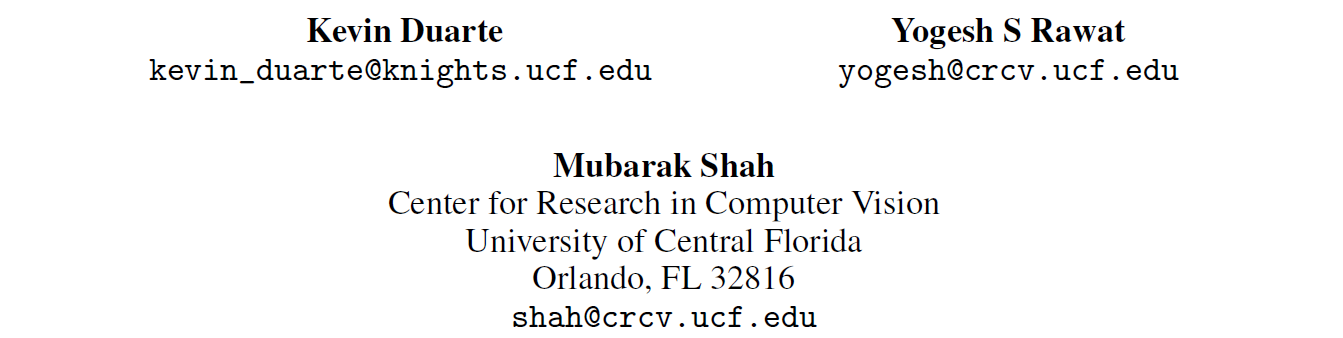 Kevin Duarte
kevin_duarte@knights.ucf.edu
Yogesh S Rawat
yogesh@crcv.ucf.edu
Mubarak Shah
Center for Research in Computer Vision
University of Central Florida
Orlando, FL 32816
shah@crcv.ucf.edu